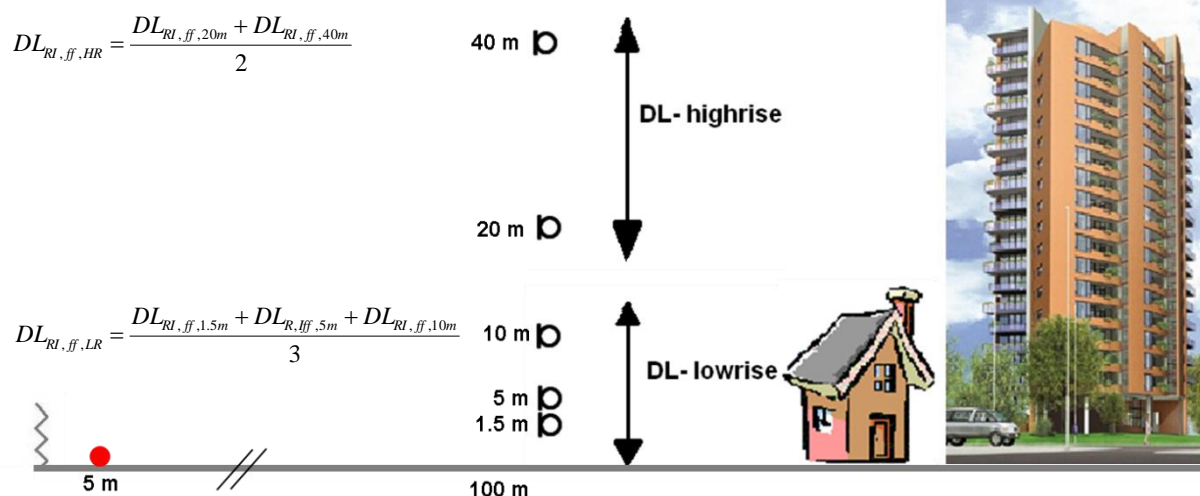 DL_{RI,ff,HR} = \frac{DL_{RI,ff,20m} + DL_{RI,ff,40m}}{2}
40 m
DL- highrise
20 m
DL_{RI,ff,LR} = \frac{DL_{RI,ff,1.5m} + DL_{R,Iff,5m} + DL_{RI,ff,10m}}{3}
10 m
DL- lowrise
5 m
1.5 m
5 m
100 m